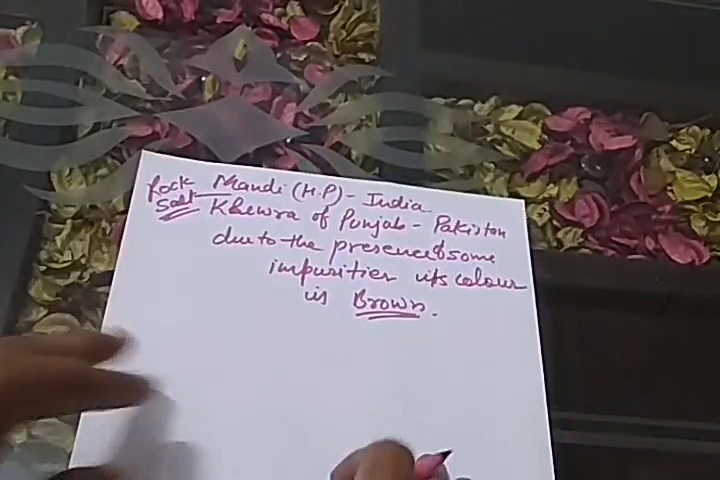 Rock Mandi (H.P) - India
Salt Khewra of Punjab - Pakistan
due to the presence of some
impurities its colour
is Brown.